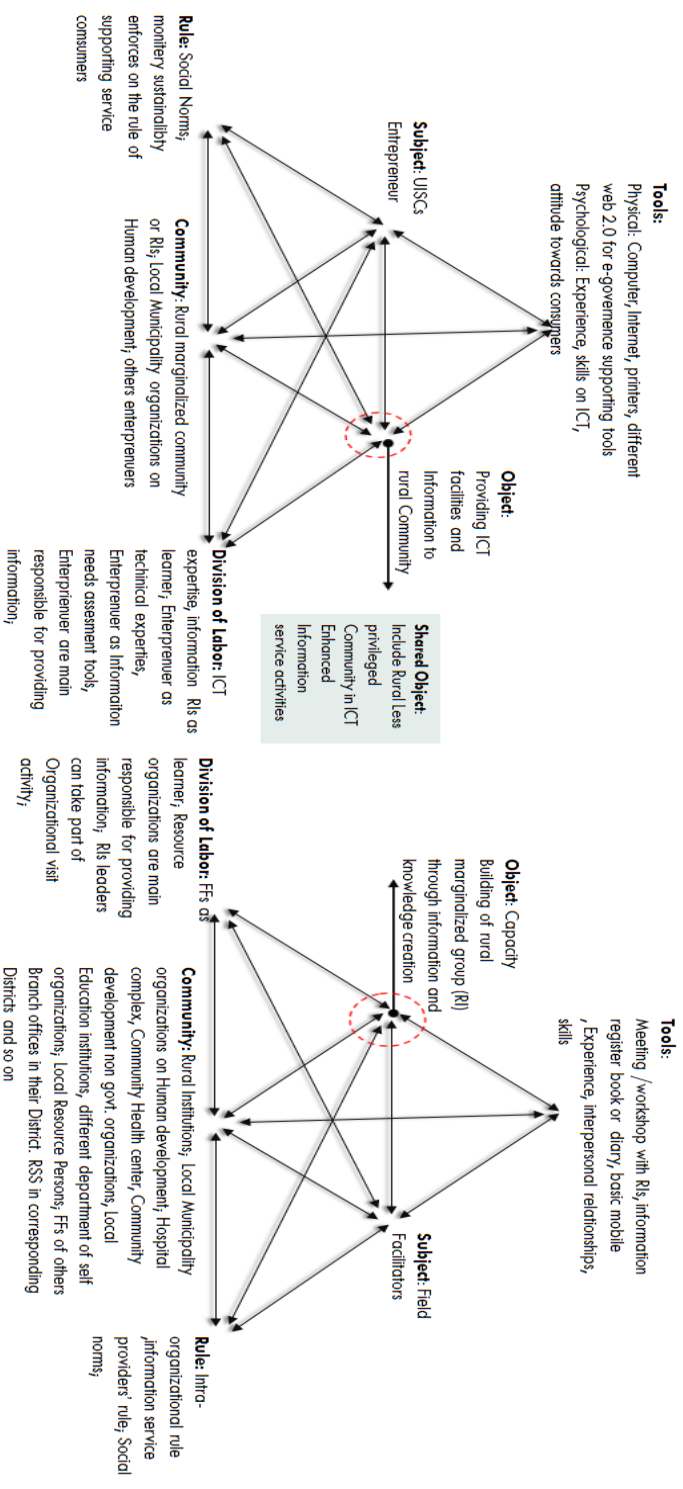 Tools:
Physical: Computer, Internet, printers, different
web 2.0 for e-governence supporting tools
Psychological: Experience, skills on ICT,
attitude towards consumers
Subject: UISCs
Entrepreneur
Object:
Providing ICT
facilities and
Information to
rural Community
Rule: Social Norms;
monitery sustainalibty
enforces on the rule of
supporting service
comsumers
Community: Rural marginalized community
or RIs; Local Municipality organizations on
Human development; others enterprenuers
Division of Labor: ICT
expertise, information RIs as
learner; Enterprenuer as
techinical experties,
Enterprenuer as Informaiton
needs assesment tools,
Enterprienuer are main
responsible for providing
information;
Shared Object:
Include Rural Less
privileged
Community in ICT
Enhanced
Information
service activities
Tools:
Meeting /workshop with RIs, information
register book or diary, basic mobile
, Experience, interpersonal relationships,
skills
Object: Capacity
Building of rural
marginalized group (RI)
through information and
knowledge creation
Subject: Field
Facilitators
Division of Labor: FFs as
learner; Resource
organizations are main
responsible for providing
information; RIs leaders
can take part of
Organizational visit
activity;
Community: Rural Institutions; Local Municipality
organizations on Human development; Hospital
complex, Community Health center, Community
development non govt. organizations, Local
Education institutions, different department of self
organizations; Local Resource Persons; FFs of others
Branch offices in their District. RSS in corresponding
Districts and so on
Rule: Intra-
organizational rule
,information service
providers' rule; Social
norms;